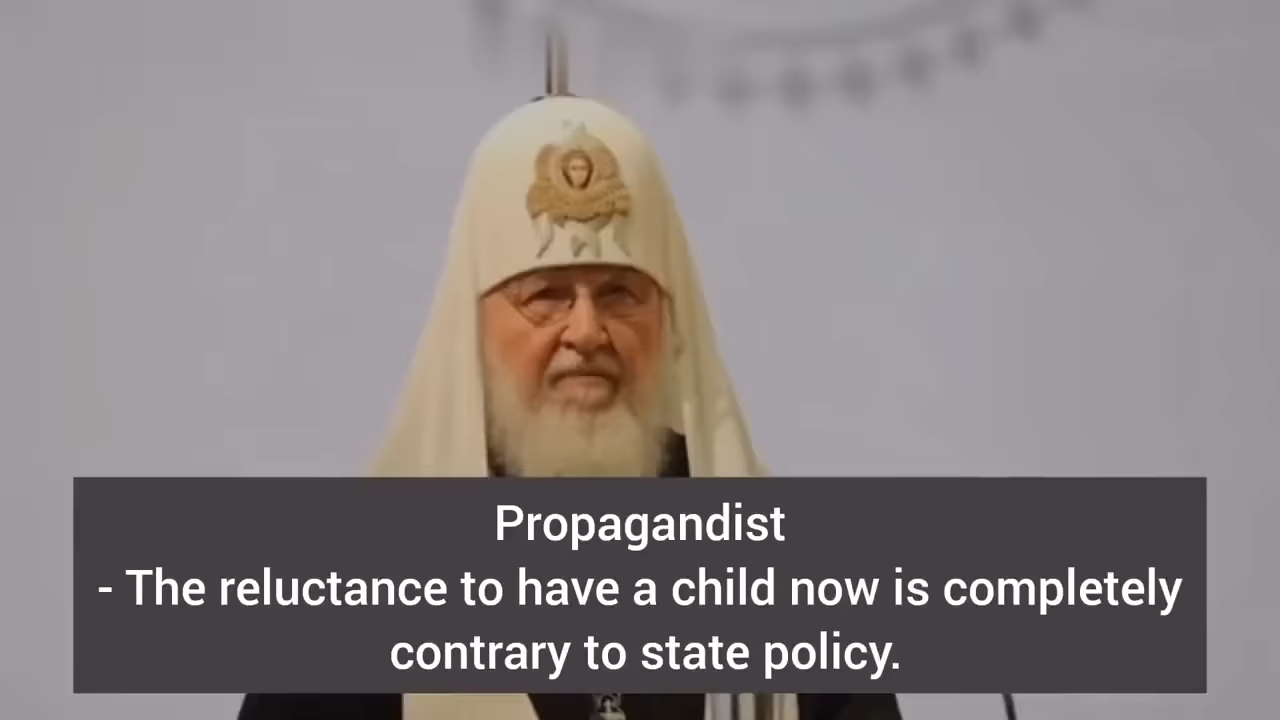 Propagandist
- The reluctance to have a child now is completely
contrary to state policy.